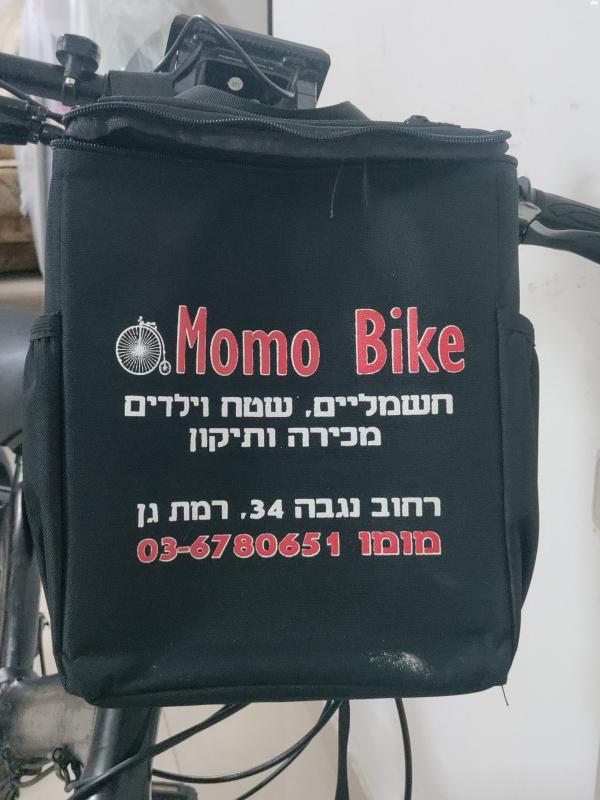 Momo Bike
חשמליים, שטח וילדים
מכירה ותיקון
רחוב נגבה 34, רמת גן
מומו 03-6780651